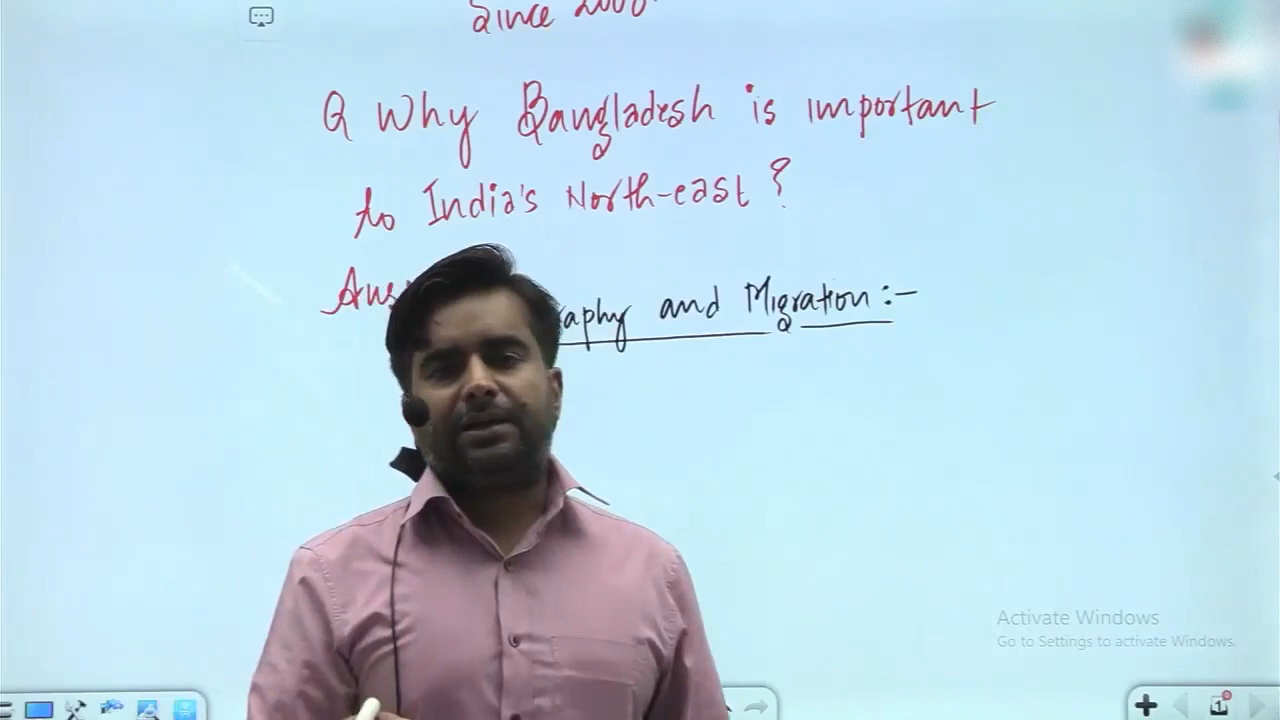 Since
Q Why Bangladesh is important
to India's North-east ?
Ans
aphy and Migration :-
Activate Windows
Go to Settings to activate Windows.
1